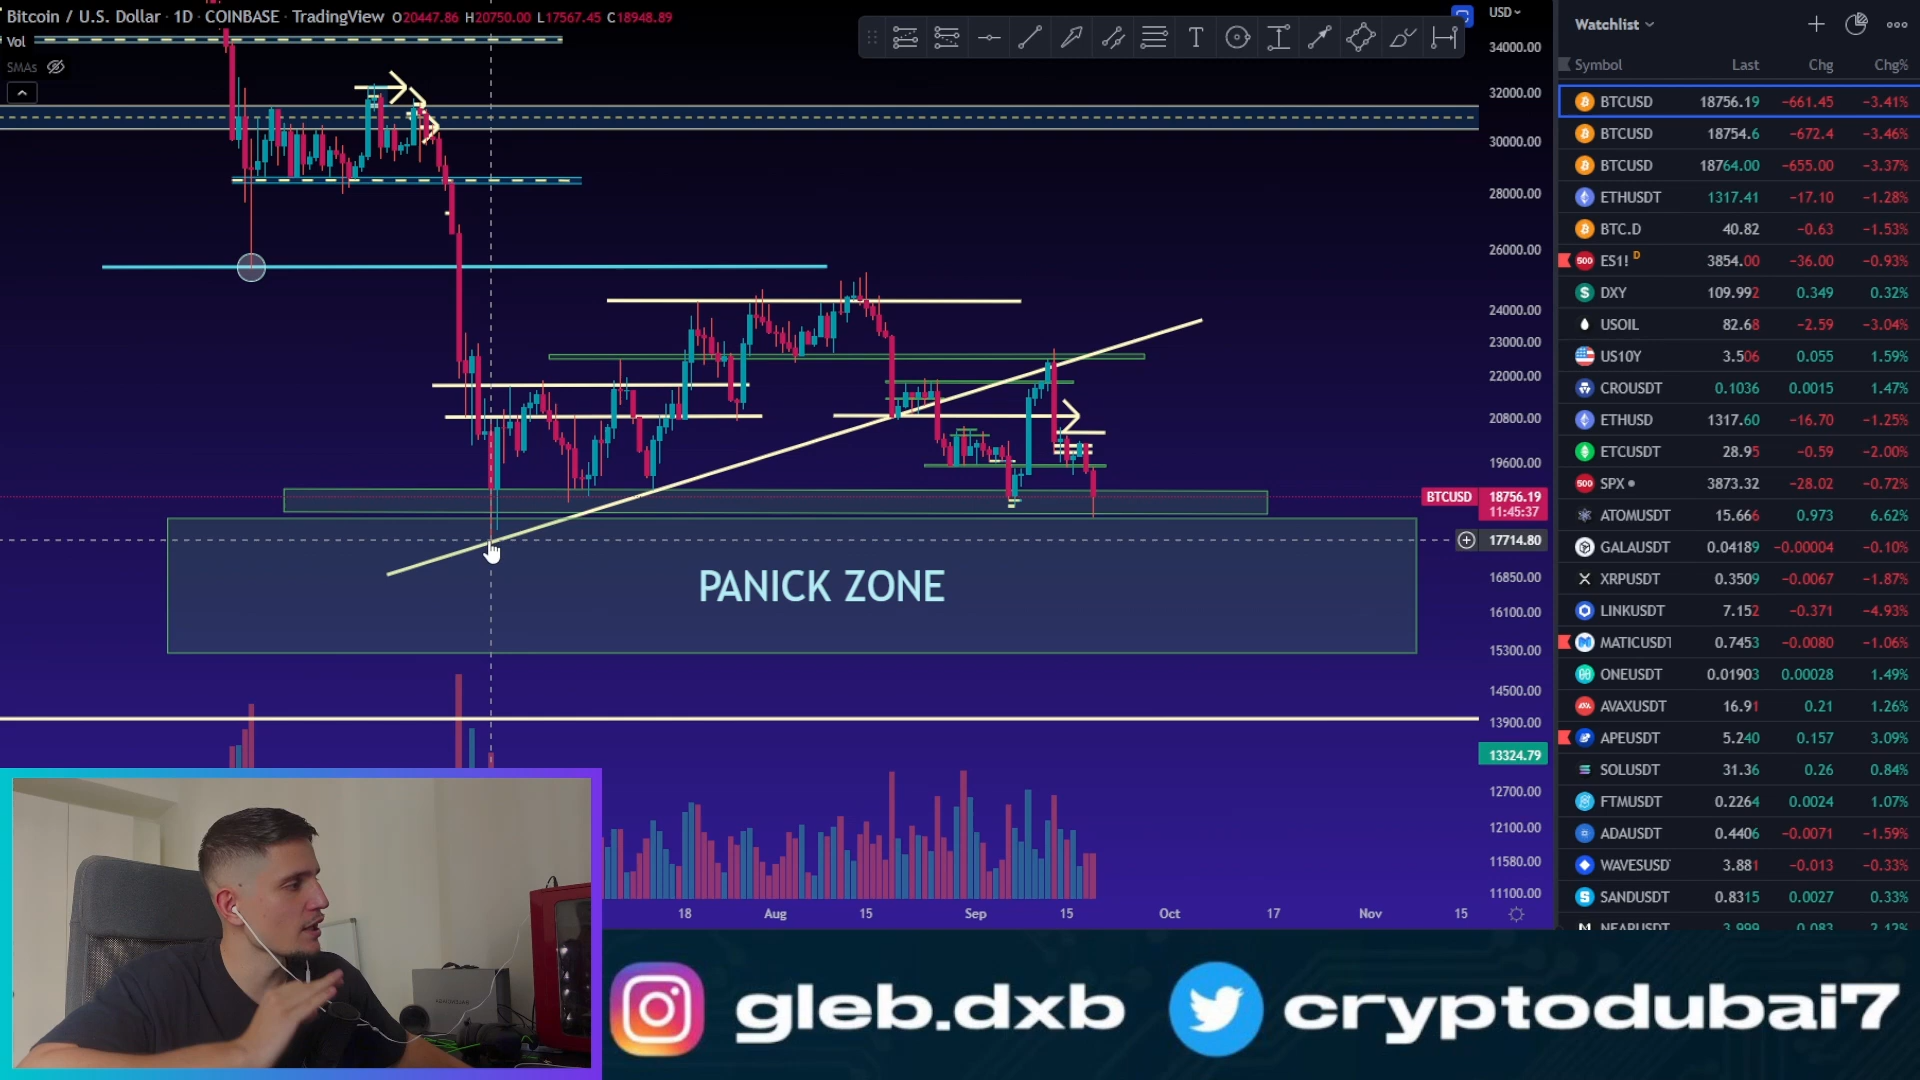 Bitcoin / U.S. Dollar · 1D · COINBASE · TradingView O20447.86 H20750.00 L17567.45 C18948.89
Vol
SMAs
USD
34000.00
32000.00
30000.00
28000.00
26000.00
24000.00
23000.00
22000.00
20800.00
19600.00
BTCUSD 18756.19
11:45:37
17714.80
16850.00
16100.00
15300.00
14500.00
13900.00
13324.79
12700.00
12100.00
11580.00
11100.00
PANICK ZONE
18 Aug 15 Sep 15 Oct 17 Nov 15
Watchlist
Symbol Last Chg Chg%
BTCUSD 18756.19 −661.45 −3.41%
BTCUSD 18754.6 −672.4 −3.46%
BTCUSD 18764.00 −655.00 −3.37%
ETHUSDT 1317.41 −17.10 −1.28%
BTC.D 40.82 −0.63 −1.53%
500 ES1! D 3854.00 −36.00 −0.93%
DXY 109.992 0.349 0.32%
USOIL 82.68 −2.59 −3.04%
US10Y 3.506 0.055 1.59%
CROUSDT 0.1036 0.0015 1.47%
ETHUSD 1317.60 −16.70 −1.25%
ETCUSDT 28.95 −0.59 −2.00%
500 SPX 3873.32 −28.02 −0.72%
ATOMUSDT 15.666 0.973 6.62%
GALAUSDT 0.04189 −0.00004 −0.10%
XRPUSDT 0.3509 −0.0067 −1.87%
LINKUSDT 7.152 −0.371 −4.93%
MATICUSDT 0.7453 −0.0080 −1.06%
ONEUSDT 0.01903 0.00028 1.49%
AVAXUSDT 16.91 0.21 1.26%
APEUSDT 5.240 0.157 3.09%
SOLUSDT 31.36 0.26 0.84%
FTMUSDT 0.2264 0.0024 1.07%
ADAUSDT 0.4406 −0.0071 −1.59%
WAVESUSD 3.881 −0.013 −0.33%
SANDUSDT 0.8315 0.0027 0.33%
NEARUSDT 3.999 0.083 2.12%
gleb.dxb cryptodubai7